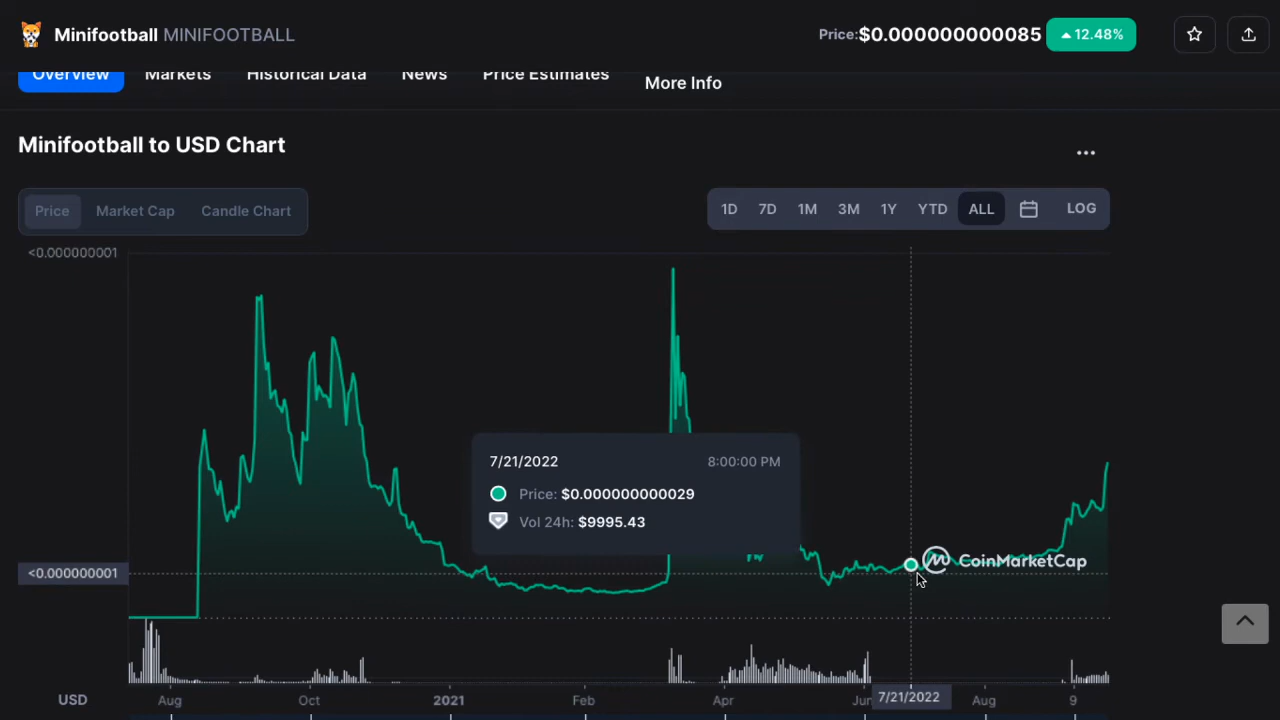 Minifootball MINIFOOTBALL
Price:$0.000000000085 12.48%
Overview Markets Historical Data News Price Estimates More Info
Minifootball to USD Chart
Price Market Cap Candle Chart
1D 7D 1M 3M 1Y YTD ALL LOG
<0.000000001
7/21/2022 8:00:00 PM
Price: $0.000000000029
Vol 24h: $9995.43
CoinMarketCap
<0.000000001
USD Aug Oct 2021 Feb Apr Jun 7/21/2022 Aug 9